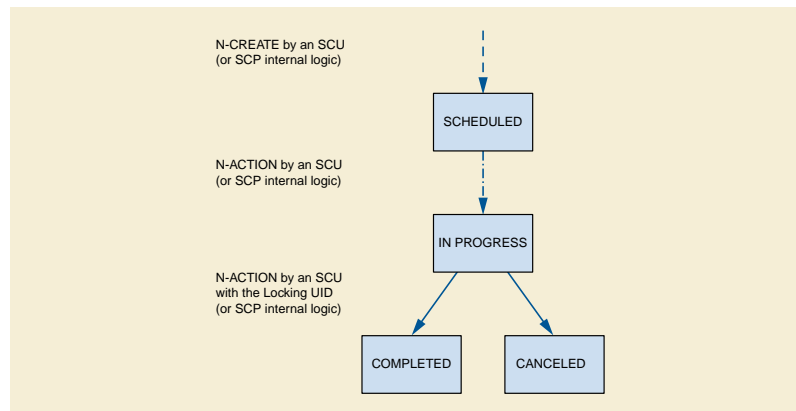 N-CREATE by an SCU
(or SCP internal logic)
SCHEDULED
N-ACTION by an SCU
(or SCP internal logic)
IN PROGRESS
N-ACTION by an SCU
with the Locking UID
(or SCP internal logic)
COMPLETED
CANCELED